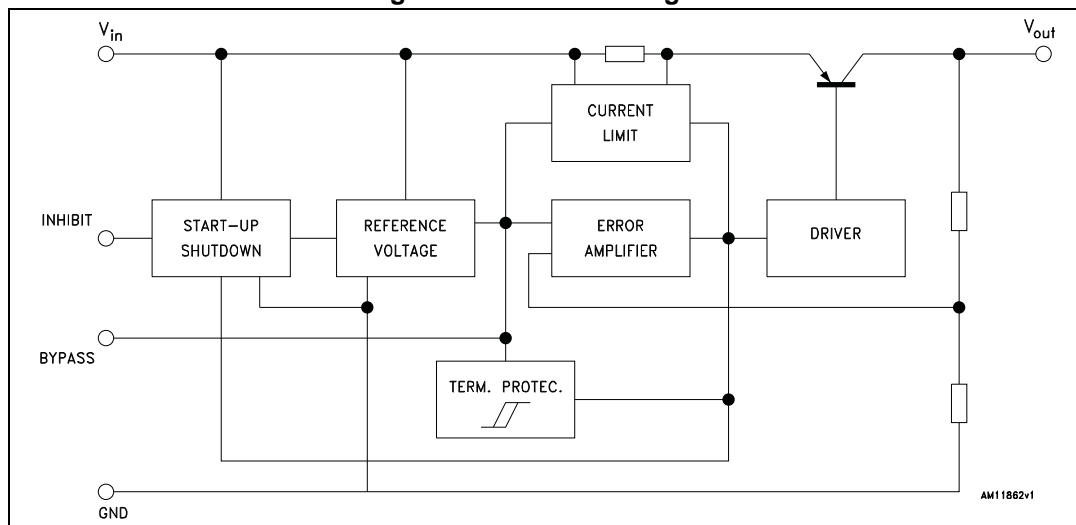 Vin
Vout
CURRENT
LIMIT
INHIBIT
START-UP
SHUTDOWN
REFERENCE
VOLTAGE
ERROR
AMPLIFIER
DRIVER
BYPASS
TERM. PROTEC.
GND
AM11862v1